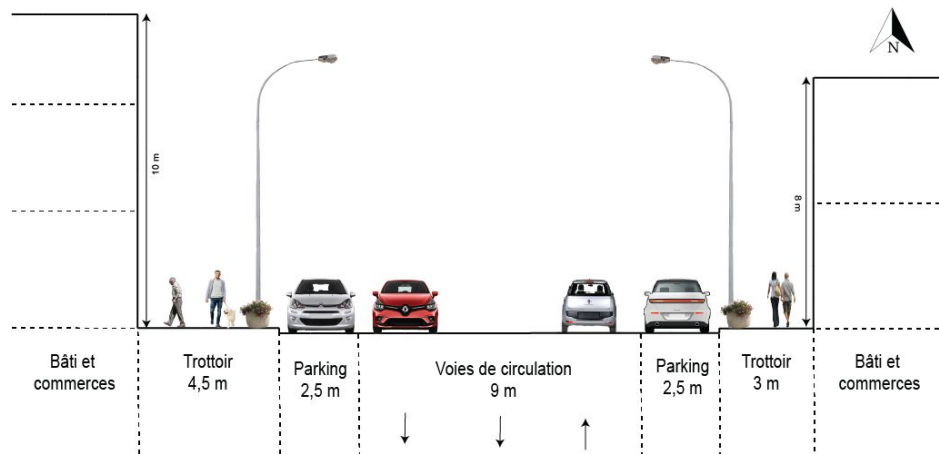 N
10 m
8 m
Bâti et
commerces
Trottoir
4,5 m
Parking
2,5 m
Voies de circulation
9 m
Parking
2,5 m
Trottoir
3 m
Bâti et
commerces